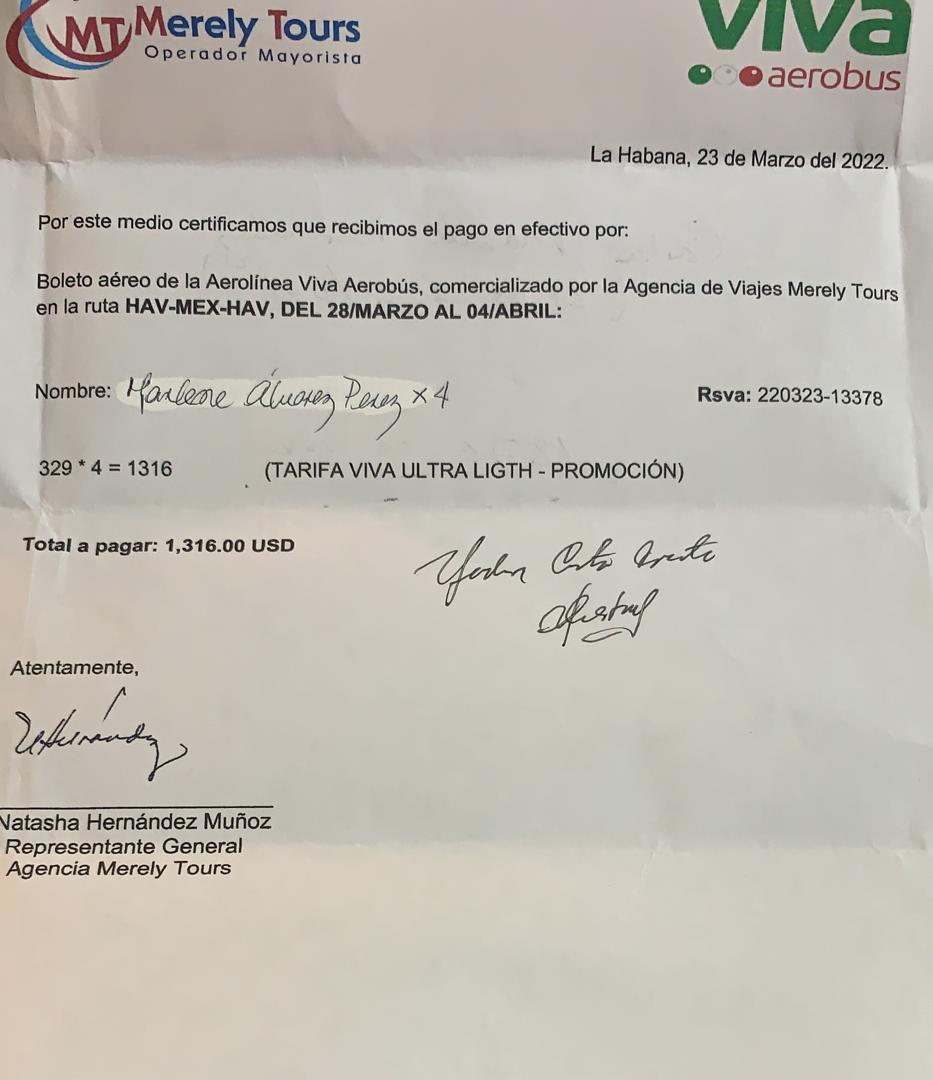 MT Merely Tours
Operador Mayorista
viva
aerobus
La Habana, 23 de Marzo del 2022.
Por este medio certificamos que recibimos el pago en efectivo por:
Boleto aéreo de la Aerolínea Viva Aerobús, comercializado por la Agencia de Viajes Merely Tours
en la ruta HAV-MEX-HAV, DEL 28/MARZO AL 04/ABRIL:
Nombre: Marlene Álvarez Perez x 4
Rsva: 220323-13378
329 * 4 = 1316 (TARIFA VIVA ULTRA LIGTH - PROMOCIÓN)
Total a pagar: 1,316.00 USD
Atentamente,
Natasha Hernández Muñoz
Representante General
Agencia Merely Tours